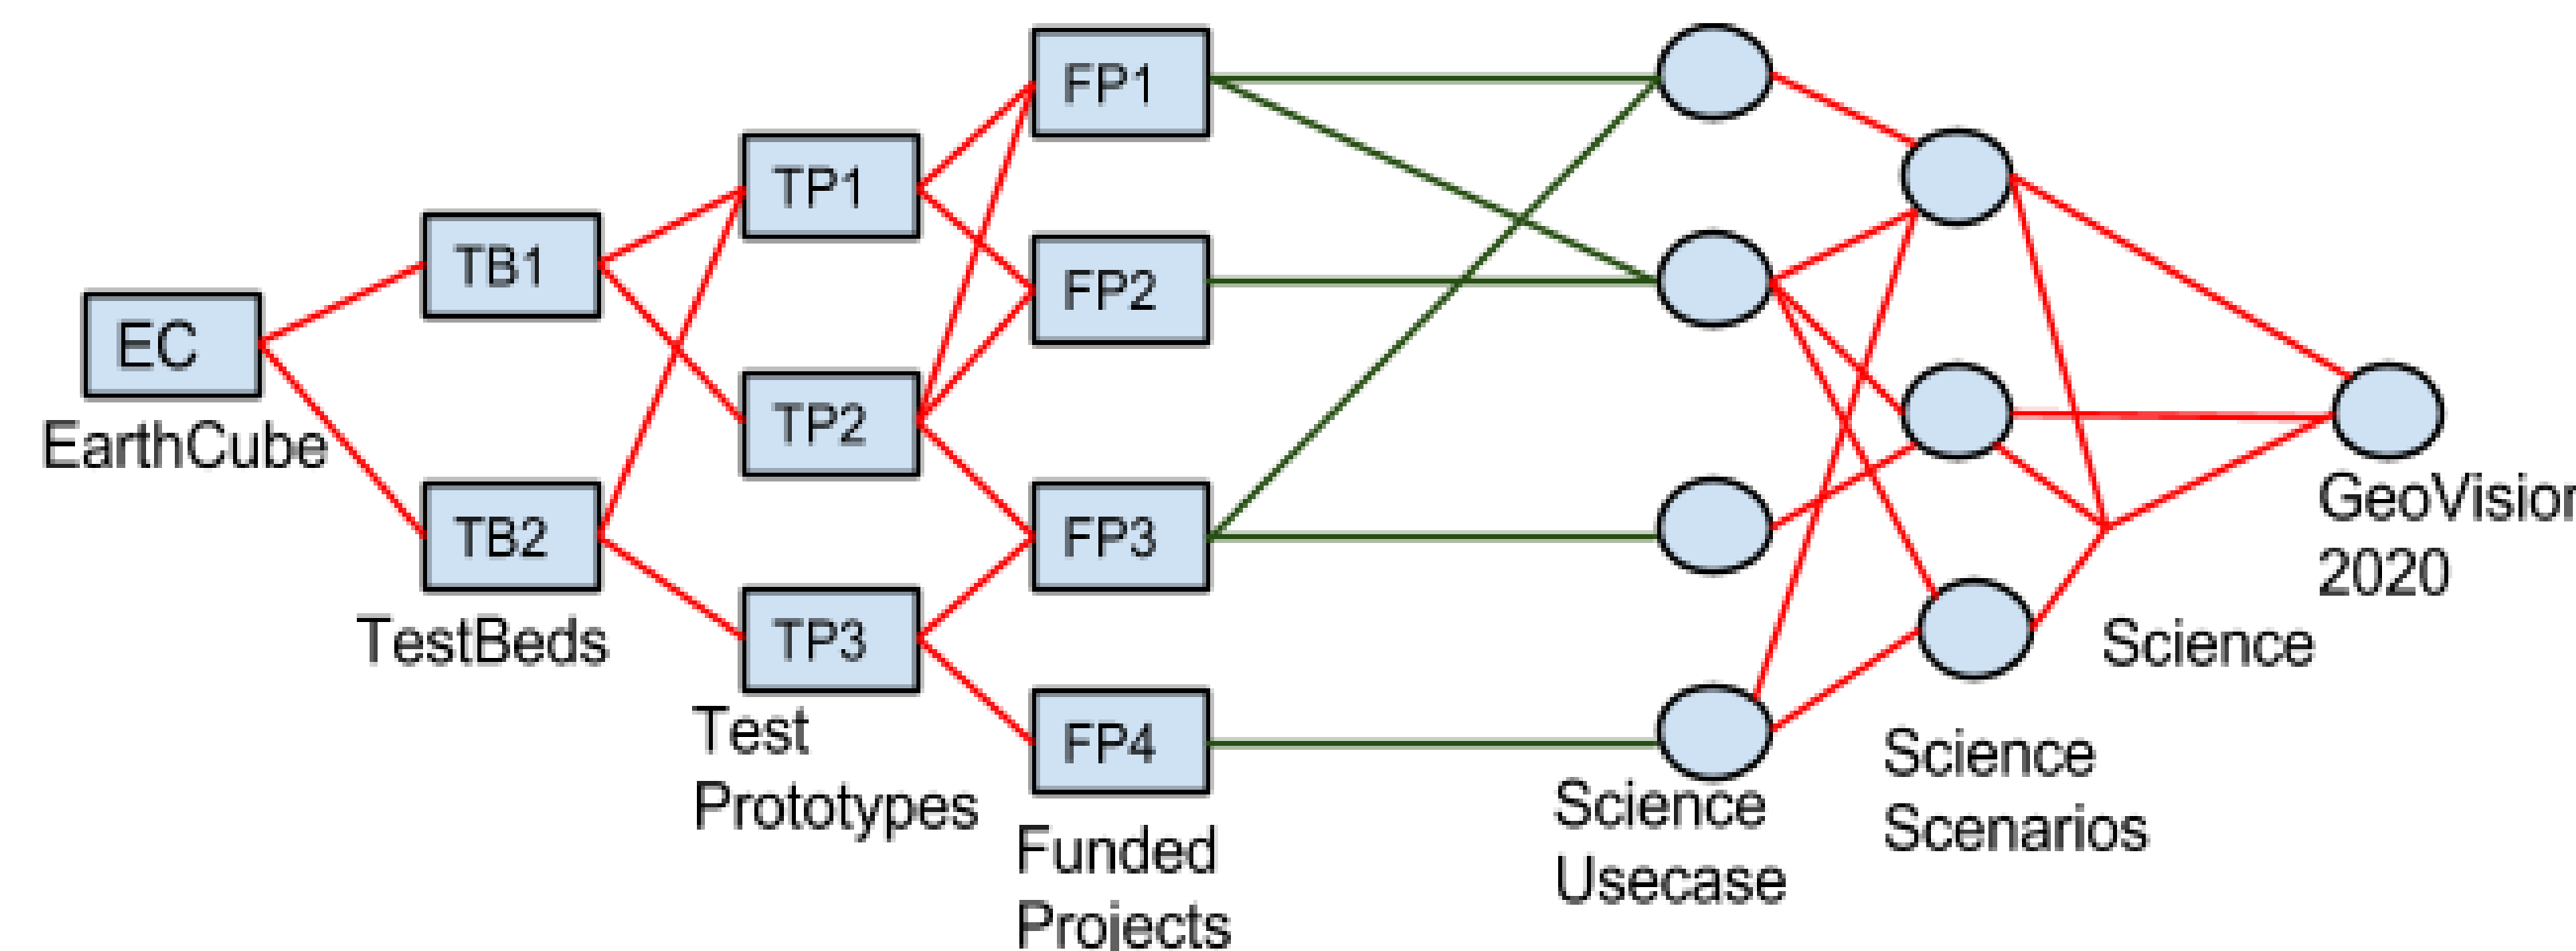 EC
EarthCube
TB1
TB2
TestBeds
TP1
TP2
TP3
Test
Prototypes
FP1
FP2
FP3
FP4
Funded
Projects
Science
Usecase
Science
Scenarios
Science
GeoVision
2020